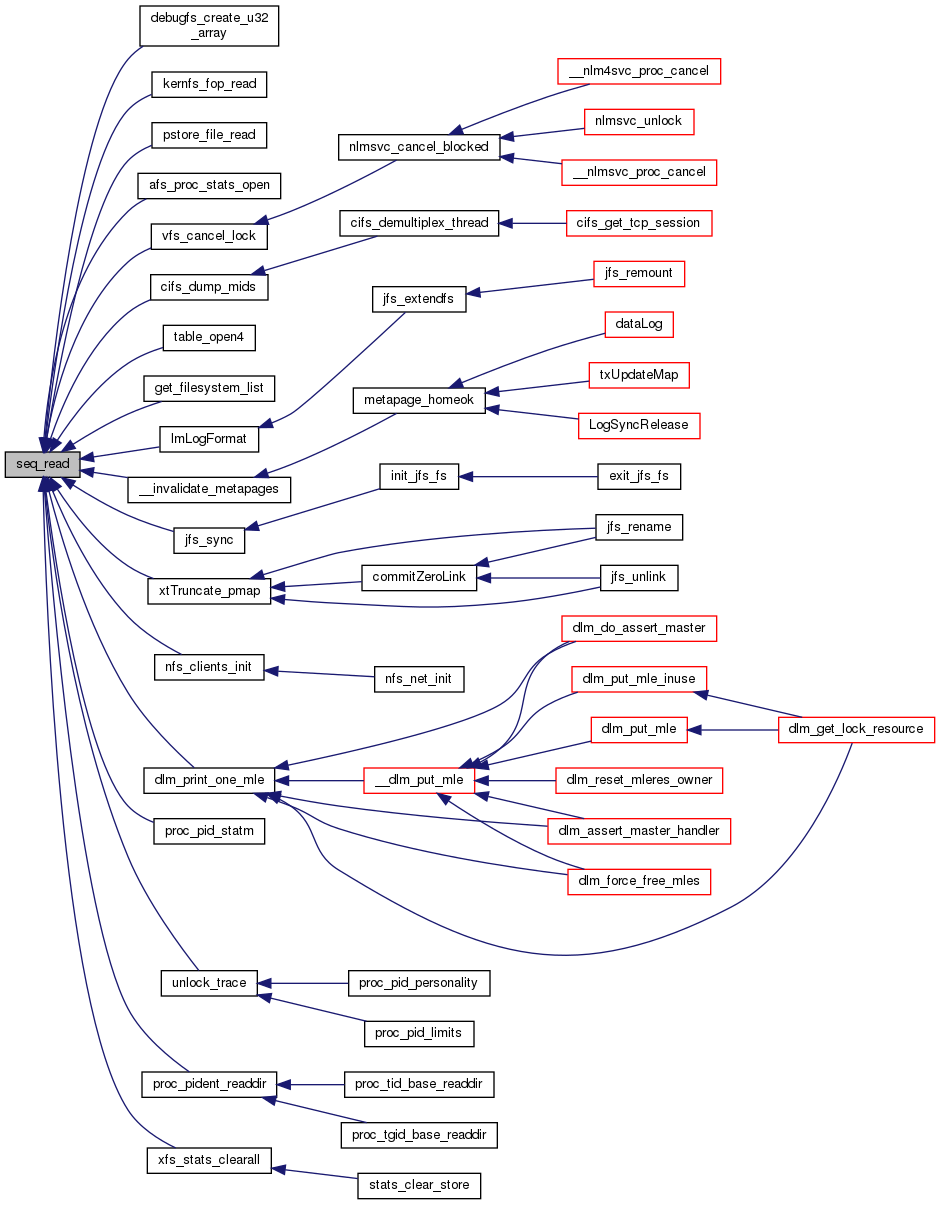 debugfs_create_u32
_array
kernfs_fop_read
__nlm4svc_proc_cancel
pstore_file_read
nlmsvc_unlock
nlmsvc_cancel_blocked
__nlmsvc_proc_cancel
afs_proc_stats_open
vfs_cancel_lock
cifs_demultiplex_thread
cifs_get_tcp_session
cifs_dump_mids
jfs_extendfs
jfs_remount
table_open4
dataLog
get_filesystem_list
metapage_homeok
txUpdateMap
lmLogFormat
LogSyncRelease
seq_read
__invalidate_metapages
init_jfs_fs
exit_jfs_fs
jfs_sync
jfs_rename
xtTruncate_pmap
commitZeroLink
jfs_unlink
dlm_do_assert_master
nfs_clients_init
nfs_net_init
dlm_put_mle_inuse
dlm_put_mle
dlm_get_lock_resource
dlm_print_one_mle
__dlm_put_mle
dlm_reset_mleres_owner
proc_pid_statm
dlm_assert_master_handler
dlm_force_free_mles
unlock_trace
proc_pid_personality
proc_pid_limits
proc_pident_readdir
proc_tid_base_readdir
proc_tgid_base_readdir
xfs_stats_clearall
stats_clear_store